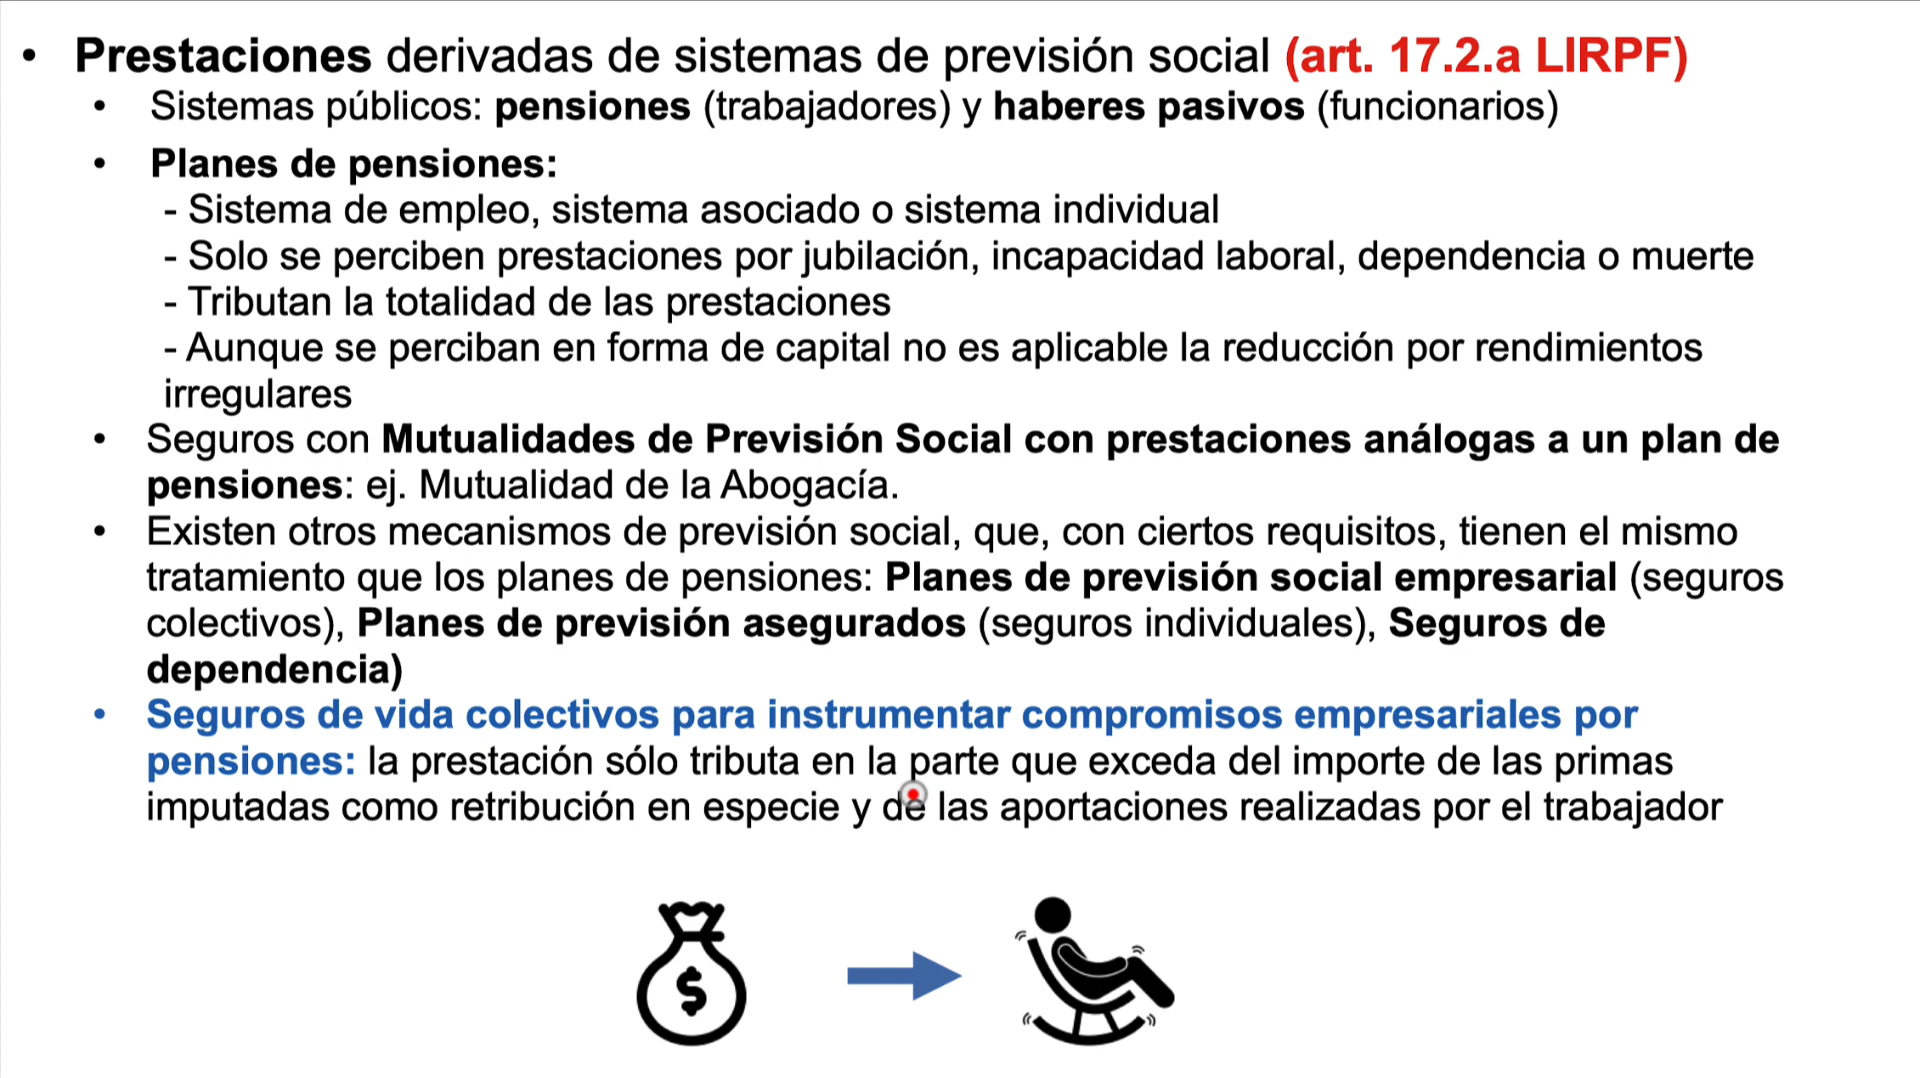 • Prestaciones derivadas de sistemas de previsión social (art. 17.2.a LIRPF)
• Sistemas públicos: pensiones (trabajadores) y haberes pasivos (funcionarios)
• Planes de pensiones:
- Sistema de empleo, sistema asociado o sistema individual
- Solo se perciben prestaciones por jubilación, incapacidad laboral, dependencia o muerte
- Tributan la totalidad de las prestaciones
- Aunque se perciban en forma de capital no es aplicable la reducción por rendimientos
irregulares
• Seguros con Mutualidades de Previsión Social con prestaciones análogas a un plan de
pensiones: ej. Mutualidad de la Abogacía.
• Existen otros mecanismos de previsión social, que, con ciertos requisitos, tienen el mismo
tratamiento que los planes de pensiones: Planes de previsión social empresarial (seguros
colectivos), Planes de previsión asegurados (seguros individuales), Seguros de
dependencia)
• Seguros de vida colectivos para instrumentar compromisos empresariales por
pensiones: la prestación sólo tributa en la parte que exceda del importe de las primas
imputadas como retribución en especie y de las aportaciones realizadas por el trabajador
$